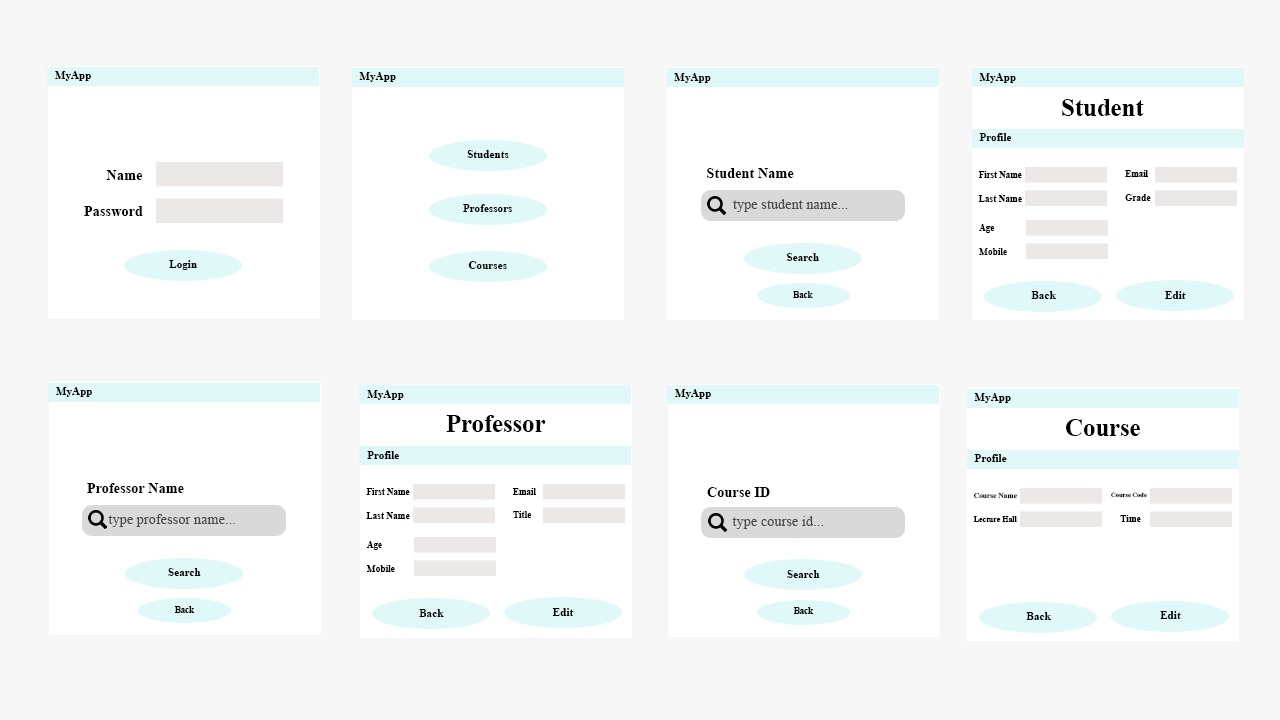 MyApp
Name
Password
Login
MyApp
Students
Professors
Courses
MyApp
Student Name
type student name...
Search
Back
MyApp
Student
Profile
First Name
Email
Last Name
Grade
Age
Mobile
Back
Edit
MyApp
Professor Name
type professor name...
Search
Back
MyApp
Professor
Profile
First Name
Email
Last Name
Title
Age
Mobile
Back
Edit
MyApp
Course ID
type course id...
Search
Back
MyApp
Course
Profile
Course Name
Course Code
Lecture Hall
Time
Back
Edit